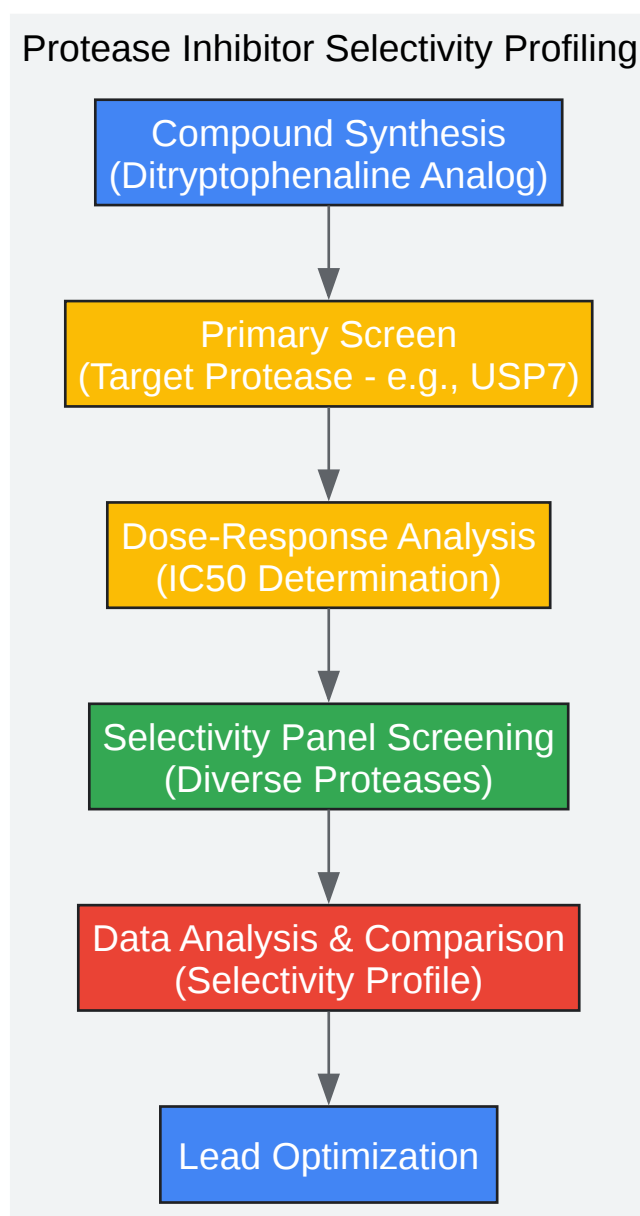 Protease Inhibitor Selectivity Profiling
Compound Synthesis
(Ditryptophenaline Analog)
Primary Screen
(Target Protease - e.g., USP7)
Dose-Response Analysis
(IC50 Determination)
Selectivity Panel Screening
(Diverse Proteases)
Data Analysis & Comparison
(Selectivity Profile)
Lead Optimization